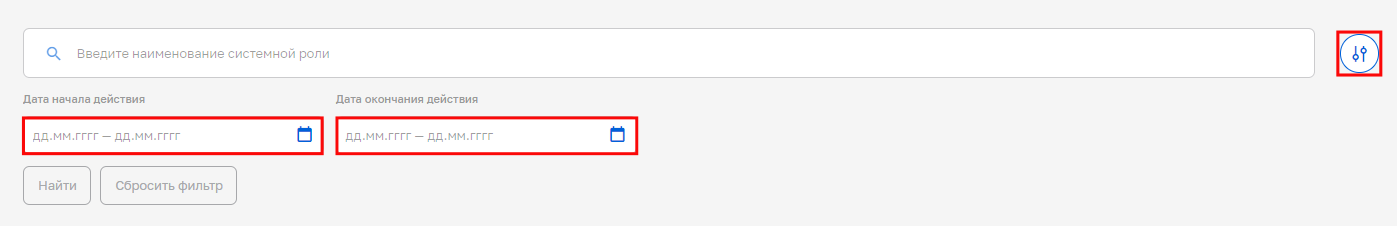 Введите наименование системной роли
Дата начала действия
Дата окончания действия
дд.мм.гггг — дд.мм.гггг
дд.мм.гггг — дд.мм.гггг
Найти
Сбросить фильтр